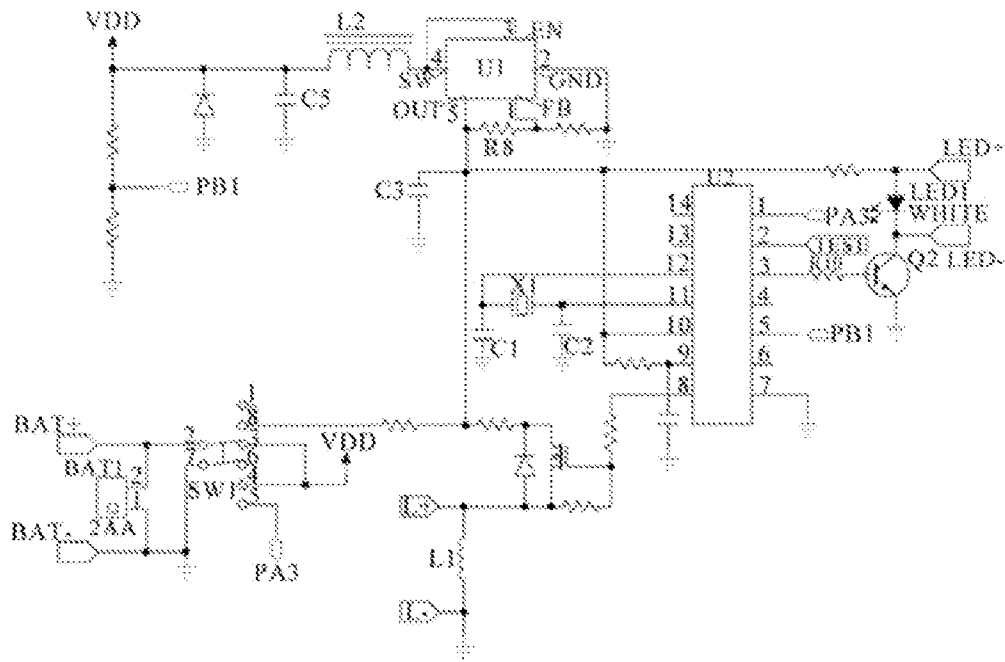 VDD
L2
3 EN
4
SW
U1
2
GND
OUT 5
1 FB
C5
R8
PB1
C3
LED+
U2
14
1
PA3
LED1
WHITE
13
2
12
3
Q2 LED-
X1
11
4
10
5
PB1
C1
C2
9
6
8
7
BAT+
VDD
BAT1
2
SW1
2AA
BAT-
PA3
L+
L1
L-